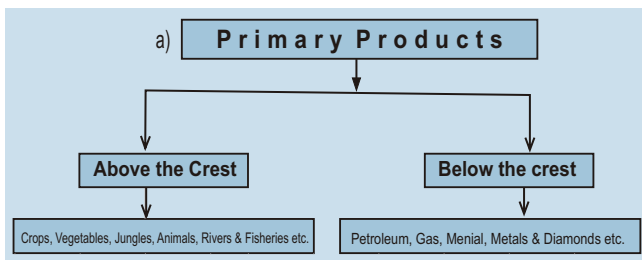 a) Primary Products
Above the Crest
Below the crest
Crops, Vegetables, Jungles, Animals, Rivers & Fisheries etc.
Petroleum, Gas, Menial, Metals & Diamonds etc.